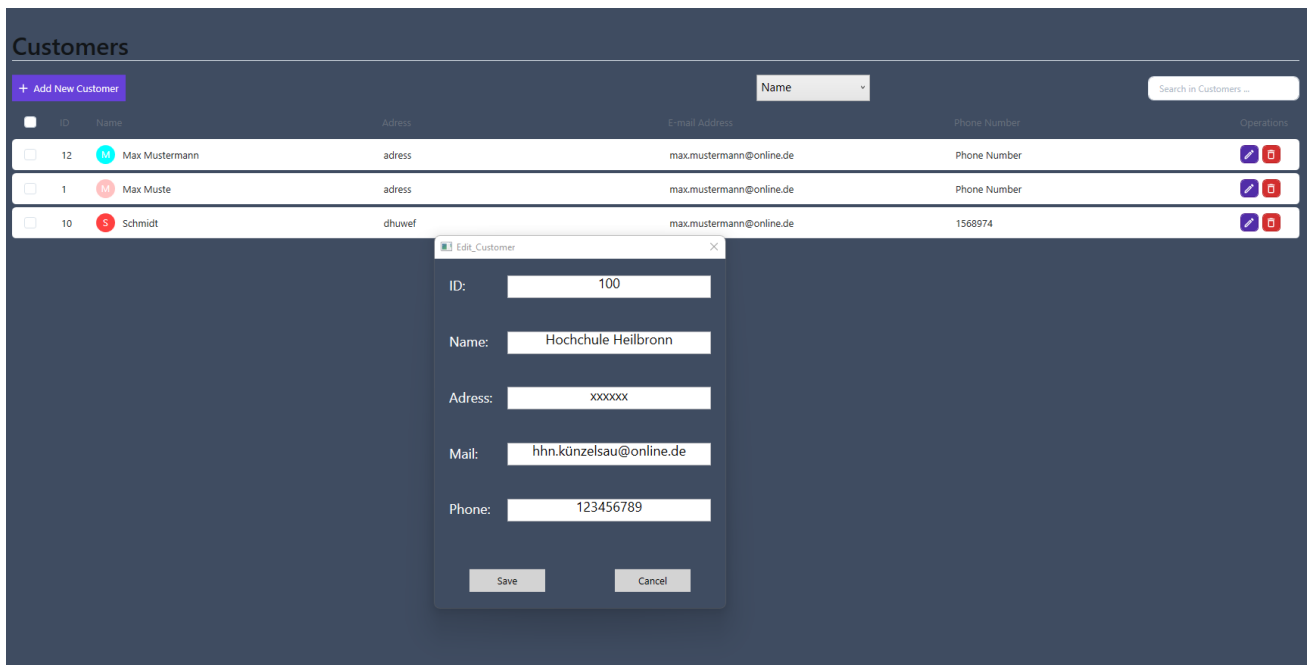 Customers
+ Add New Customer
Name
Search in Customers ...
ID Name Adress E-mail Address Phone Number Operations
12 M Max Mustermann adress max.mustermann@online.de Phone Number
1 M Max Muste adress max.mustermann@online.de Phone Number
10 S Schmidt dhuwef max.mustermann@online.de 1568974
Edit_Customer
ID: 100
Name: Hochchule Heilbronn
Adress: xxxxxx
Mail: hhn.künzelsau@online.de
Phone: 123456789
Save Cancel